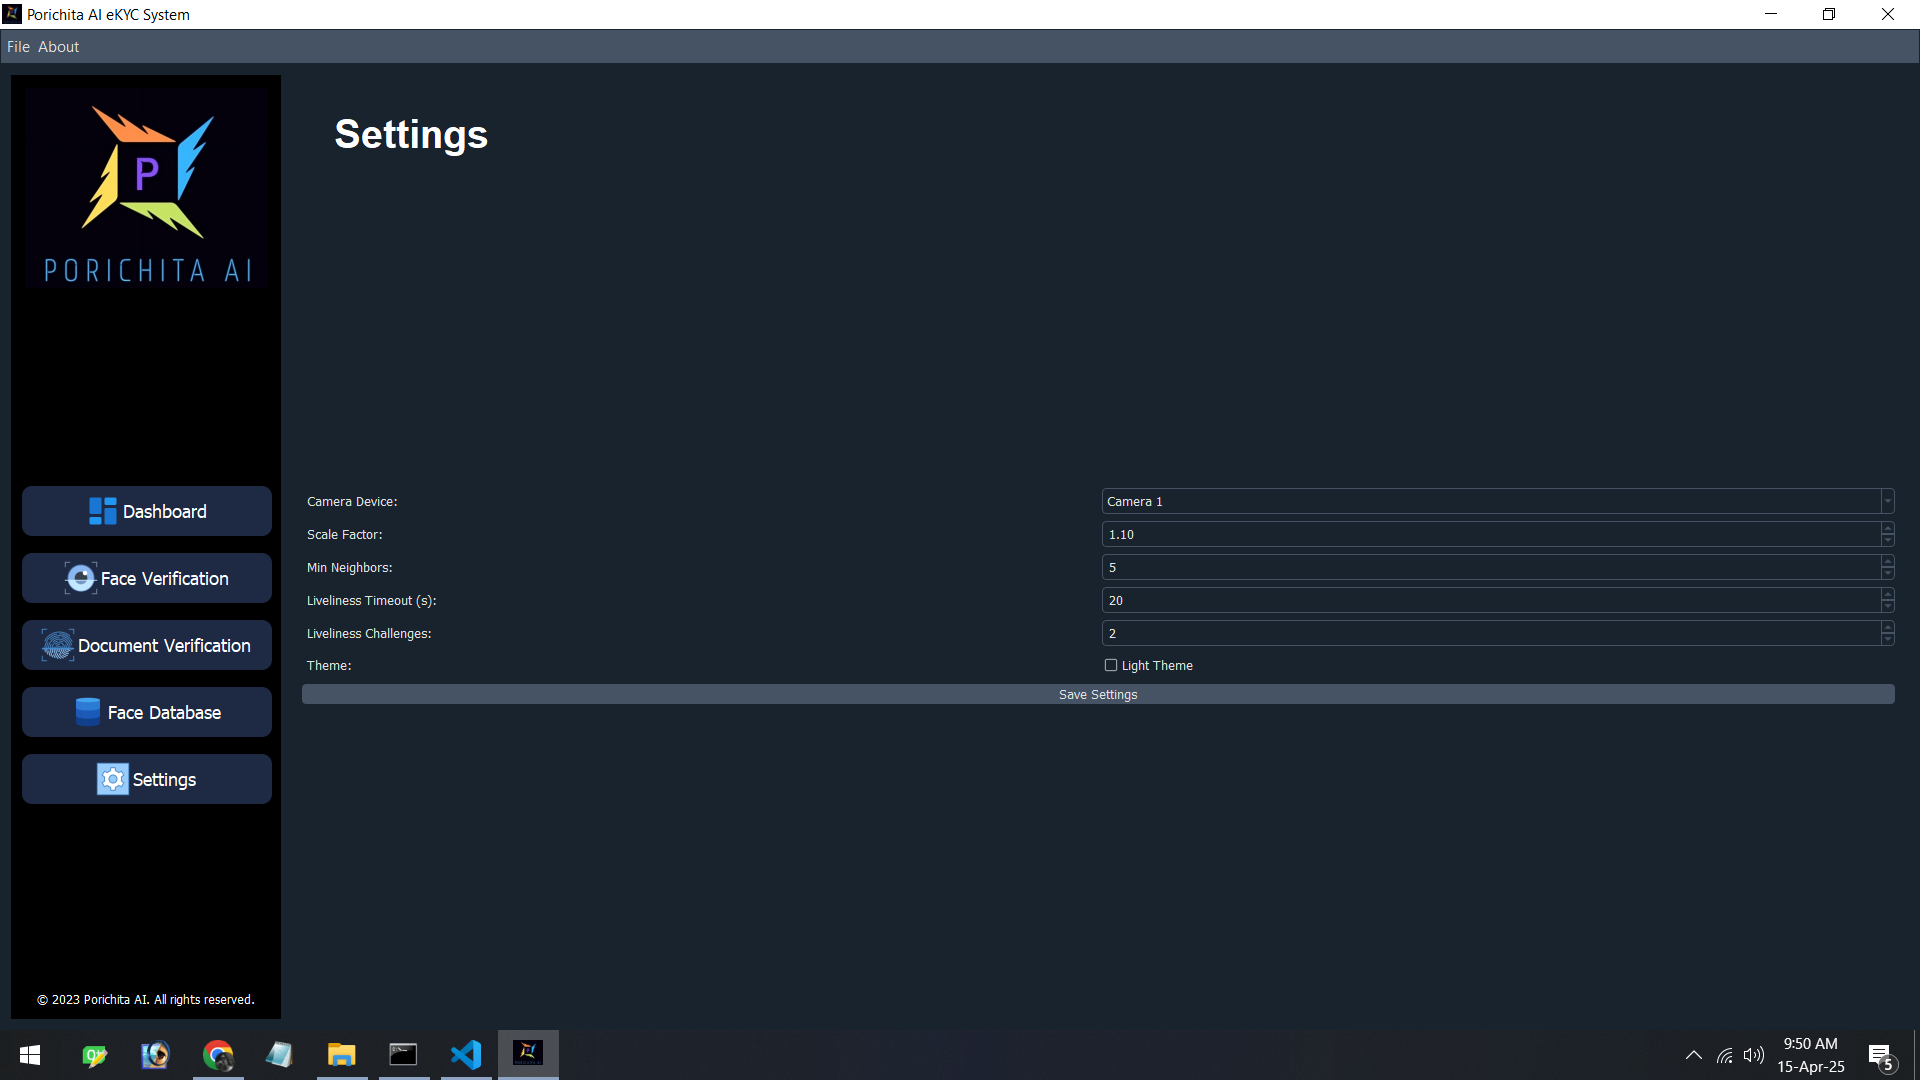 Porichita AI eKYC System
File About
P
PORICHITA AI
Settings
Dashboard
Face Verification
Document Verification
Face Database
Settings
© 2023 Porichita AI. All rights reserved.
Camera Device: Camera 1
Scale Factor: 1.10
Min Neighbors: 5
Liveliness Timeout (s): 20
Liveliness Challenges: 2
Theme: Light Theme
Save Settings
9:50 AM
15-Apr-25
5